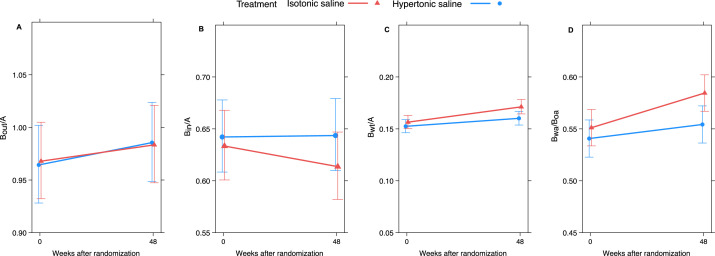 Treatment Isotonic saline Hypertonic saline
A
B
C
D
Bout/A
1.05
1.00
0.95
0.90
0 48
Weeks after randomization
Bin/A
0.70
0.65
0.60
0.55
0 48
Weeks after randomization
Bwt/A
0.20
0.15
0.10
0.05
0 48
Weeks after randomization
Bwa/Boa
0.60
0.55
0.50
0.45
0 48
Weeks after randomization